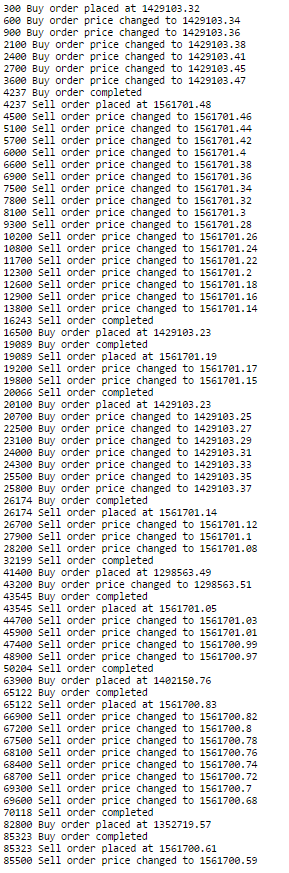 300 Buy order placed at 1429103.32
600 Buy order price changed to 1429103.34
900 Buy order price changed to 1429103.36
2100 Buy order price changed to 1429103.38
2400 Buy order price changed to 1429103.41
2700 Buy order price changed to 1429103.45
3600 Buy order price changed to 1429103.47
4237 Buy order completed
4237 Sell order placed at 1561701.48
4500 Sell order price changed to 1561701.46
5100 Sell order price changed to 1561701.44
5700 Sell order price changed to 1561701.42
6000 Sell order price changed to 1561701.4
6600 Sell order price changed to 1561701.38
6900 Sell order price changed to 1561701.36
7500 Sell order price changed to 1561701.34
7800 Sell order price changed to 1561701.32
8100 Sell order price changed to 1561701.3
9300 Sell order price changed to 1561701.28
10200 Sell order price changed to 1561701.26
10800 Sell order price changed to 1561701.24
11700 Sell order price changed to 1561701.22
12300 Sell order price changed to 1561701.2
12600 Sell order price changed to 1561701.18
12900 Sell order price changed to 1561701.16
13800 Sell order price changed to 1561701.14
16243 Sell order completed
16500 Buy order placed at 1429103.23
19089 Buy order completed
19089 Sell order placed at 1561701.19
19200 Sell order price changed to 1561701.17
19800 Sell order price changed to 1561701.15
20066 Sell order completed
20100 Buy order placed at 1429103.23
20700 Buy order price changed to 1429103.25
22500 Buy order price changed to 1429103.27
23100 Buy order price changed to 1429103.29
24000 Buy order price changed to 1429103.31
24300 Buy order price changed to 1429103.33
25500 Buy order price changed to 1429103.35
25800 Buy order price changed to 1429103.37
26174 Buy order completed
26174 Sell order placed at 1561701.14
26700 Sell order price changed to 1561701.12
27900 Sell order price changed to 1561701.1
28200 Sell order price changed to 1561701.08
32199 Sell order completed
41400 Buy order placed at 1298563.49
43200 Buy order price changed to 1298563.51
43545 Buy order completed
43545 Sell order placed at 1561701.05
44700 Sell order price changed to 1561701.03
45900 Sell order price changed to 1561701.01
47400 Sell order price changed to 1561700.99
48900 Sell order price changed to 1561700.97
50204 Sell order completed
63900 Buy order placed at 1402150.76
65122 Buy order completed
65122 Sell order placed at 1561700.83
66900 Sell order price changed to 1561700.82
67200 Sell order price changed to 1561700.8
67500 Sell order price changed to 1561700.78
68100 Sell order price changed to 1561700.76
68400 Sell order price changed to 1561700.74
68700 Sell order price changed to 1561700.72
69300 Sell order price changed to 1561700.7
69600 Sell order price changed to 1561700.68
70118 Sell order completed
82800 Buy order placed at 1352719.57
85323 Buy order completed
85323 Sell order placed at 1561700.61
85500 Sell order price changed to 1561700.59